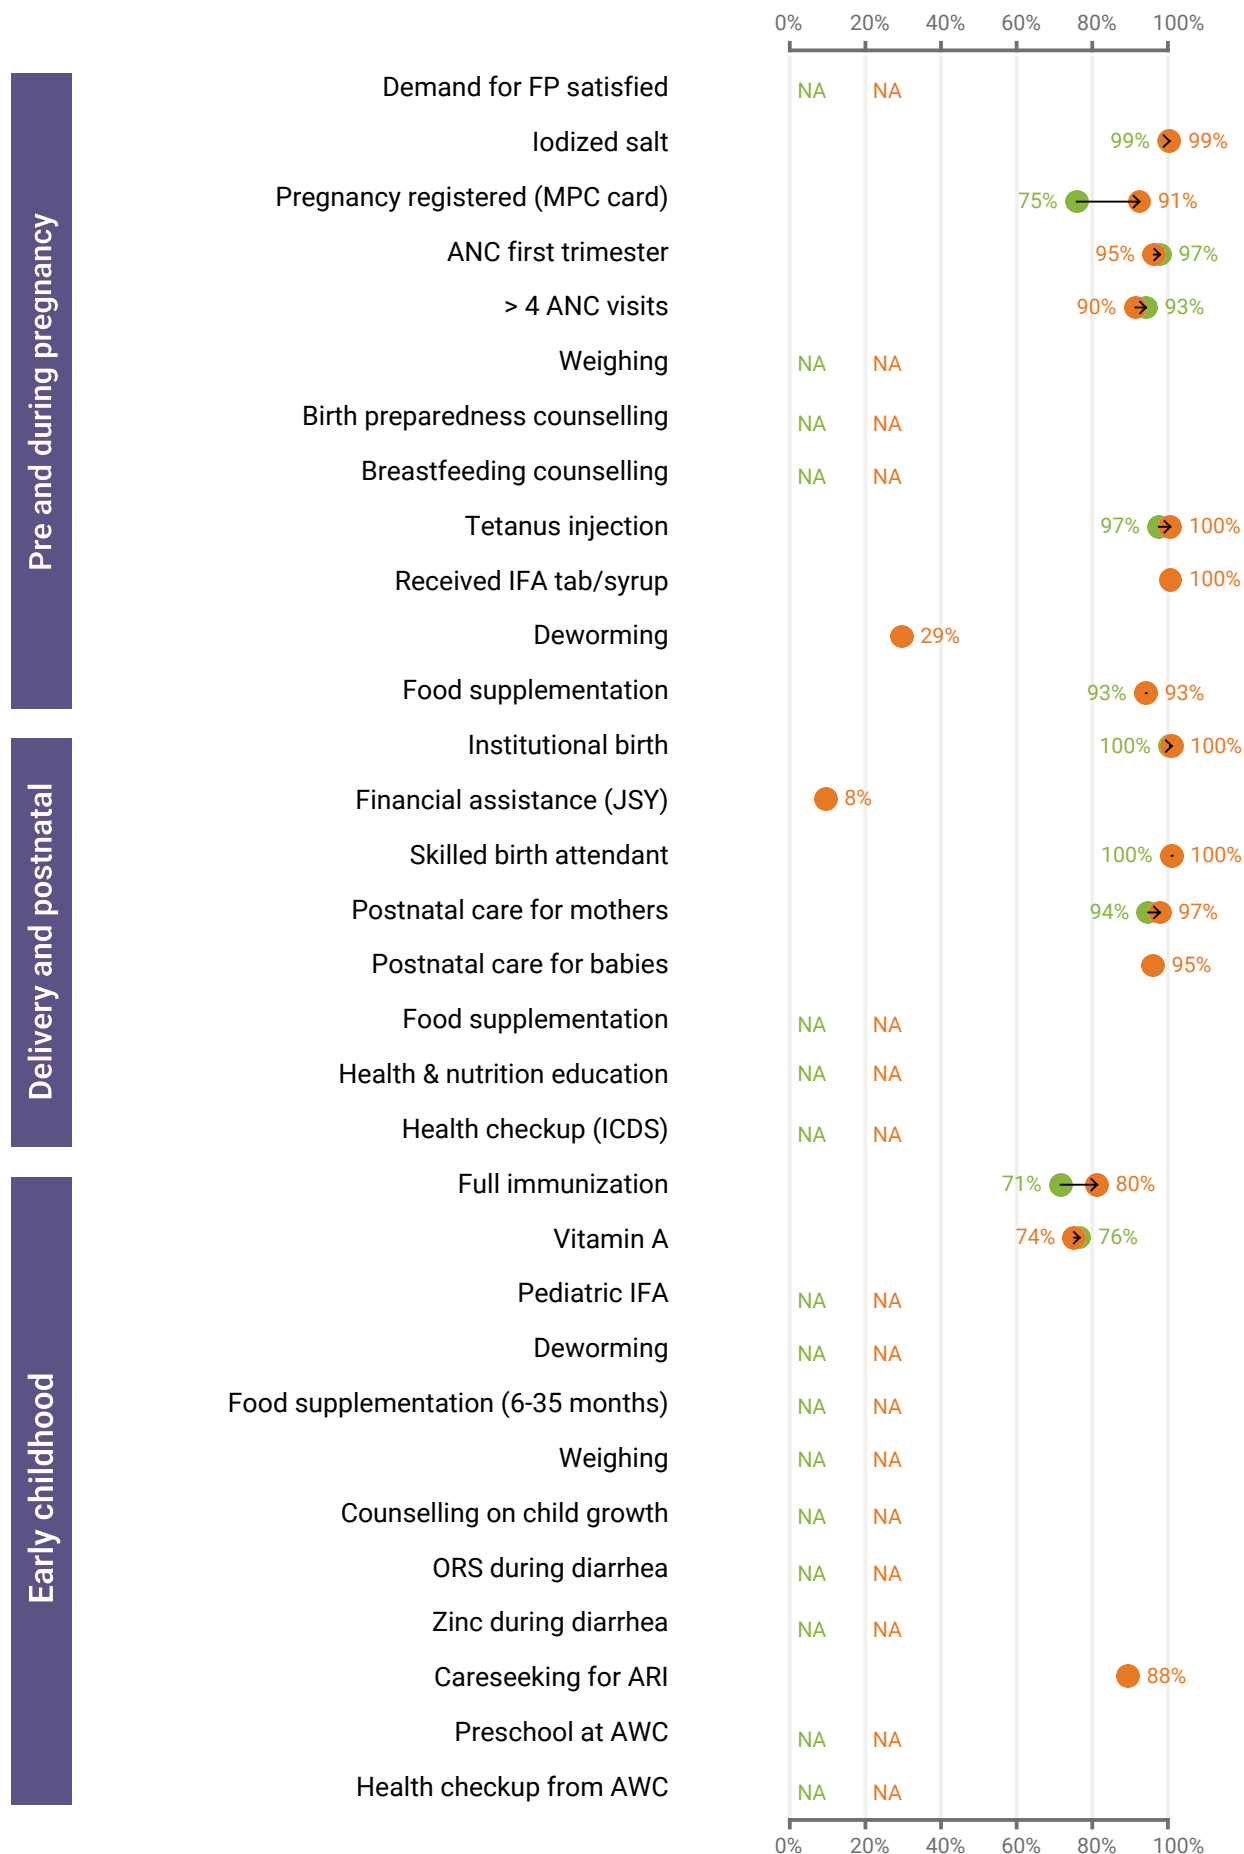 0% 20% 40% 60% 80% 100%
Pre and during pregnancy
Demand for FP satisfied NA NA
Iodized salt 99% 99%
Pregnancy registered (MPC card) 75% 91%
ANC first trimester 95% 97%
> 4 ANC visits 90% 93%
Weighing NA NA
Birth preparedness counselling NA NA
Breastfeeding counselling NA NA
Tetanus injection 97% 100%
Received IFA tab/syrup 100%
Deworming 29%
Food supplementation 93% 93%
Delivery and postnatal
Institutional birth 100% 100%
Financial assistance (JSY) 8%
Skilled birth attendant 100% 100%
Postnatal care for mothers 94% 97%
Postnatal care for babies 95%
Food supplementation NA NA
Health & nutrition education NA NA
Health checkup (ICDS) NA NA
Early childhood
Full immunization 71% 80%
Vitamin A 74% 76%
Pediatric IFA NA NA
Deworming NA NA
Food supplementation (6-35 months) NA NA
Weighing NA NA
Counselling on child growth NA NA
ORS during diarrhea NA NA
Zinc during diarrhea NA NA
Careseeking for ARI 88%
Preschool at AWC NA NA
Health checkup from AWC NA NA
0% 20% 40% 60% 80% 100%